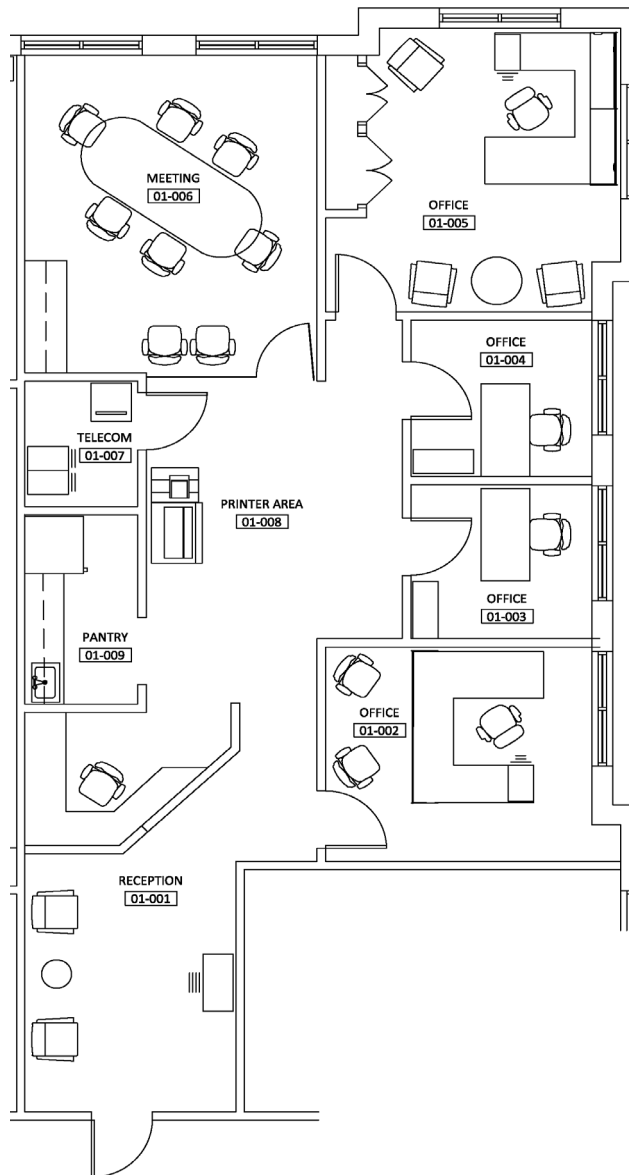 MEETING
01-006
OFFICE
01-005
OFFICE
01-004
TELECOM
01-007
PRINTER AREA
01-008
OFFICE
01-003
PANTRY
01-009
OFFICE
01-002
RECEPTION
01-001